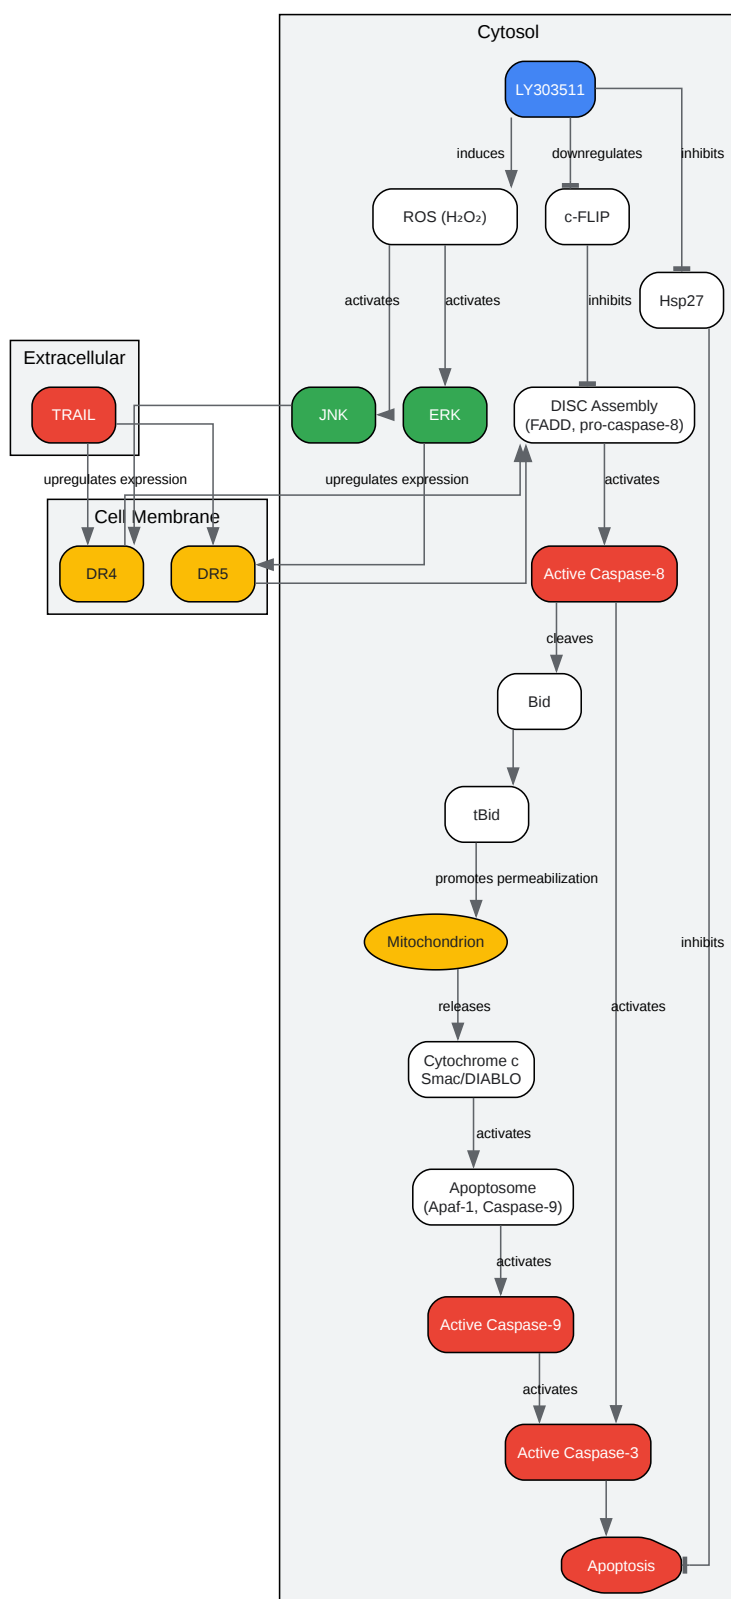 Cytosol
LY303511
induces
downregulates
inhibits
ROS (H₂O₂)
c-FLIP
Hsp27
activates
activates
inhibits
Extracellular
TRAIL
JNK
ERK
DISC Assembly
(FADD, pro-caspase-8)
upregulates expression
upregulates expression
activates
Cell Membrane
DR4
DR5
Active Caspase-8
cleaves
Bid
tBid
promotes permeabilization
Mitochondrion
inhibits
releases
activates
Cytochrome c
Smac/DIABLO
activates
Apoptosome
(Apaf-1, Caspase-9)
activates
Active Caspase-9
activates
Active Caspase-3
Apoptosis